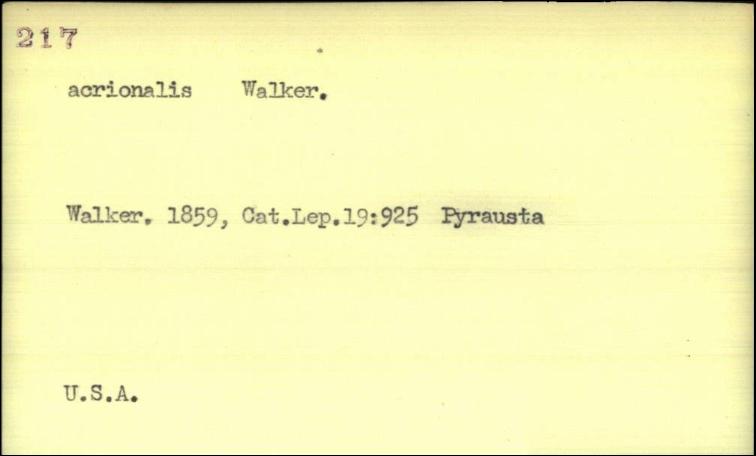 217
acrionalis Walker.
Walker. 1859, Cat.Lep.19:925 Pyrausta
U.S.A.